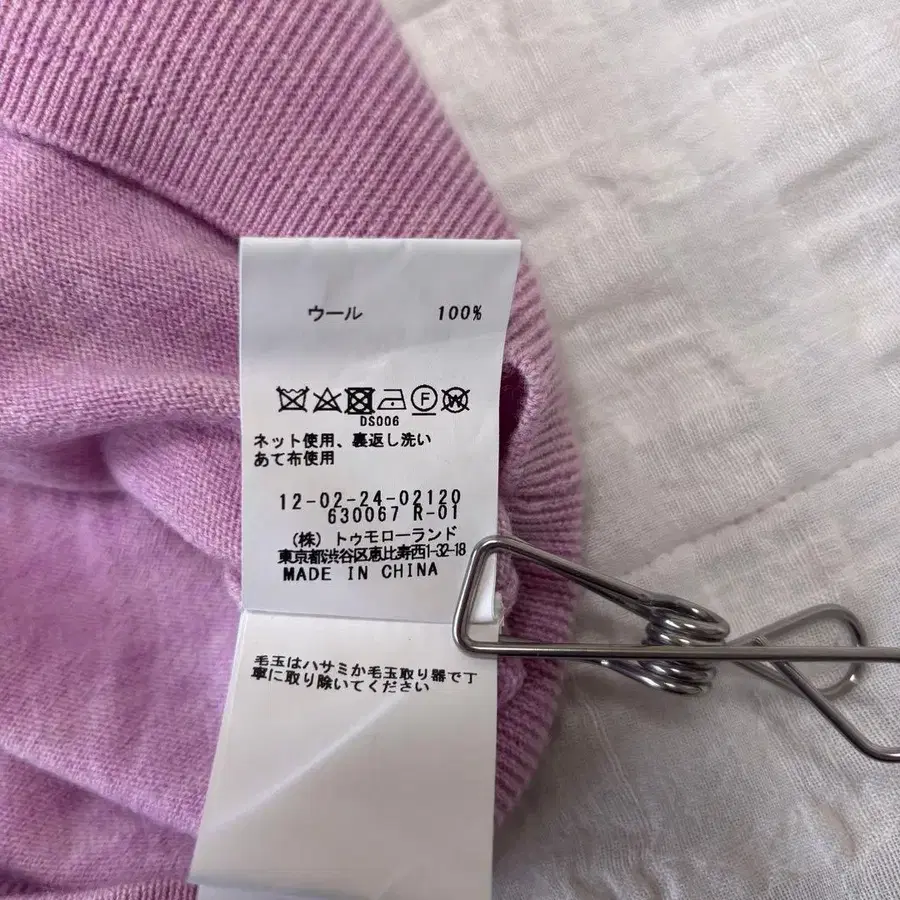 ウール 100%
F W
DS006
ネット使用、裏返し洗い
あて布使用
12-02-24-02120
630067 R-01
(株) トゥモローランド
東京都渋谷区恵比寿西1-32-18
MADE IN CHINA
毛玉はハサミか毛玉取り器で丁
寧に取り除いてください